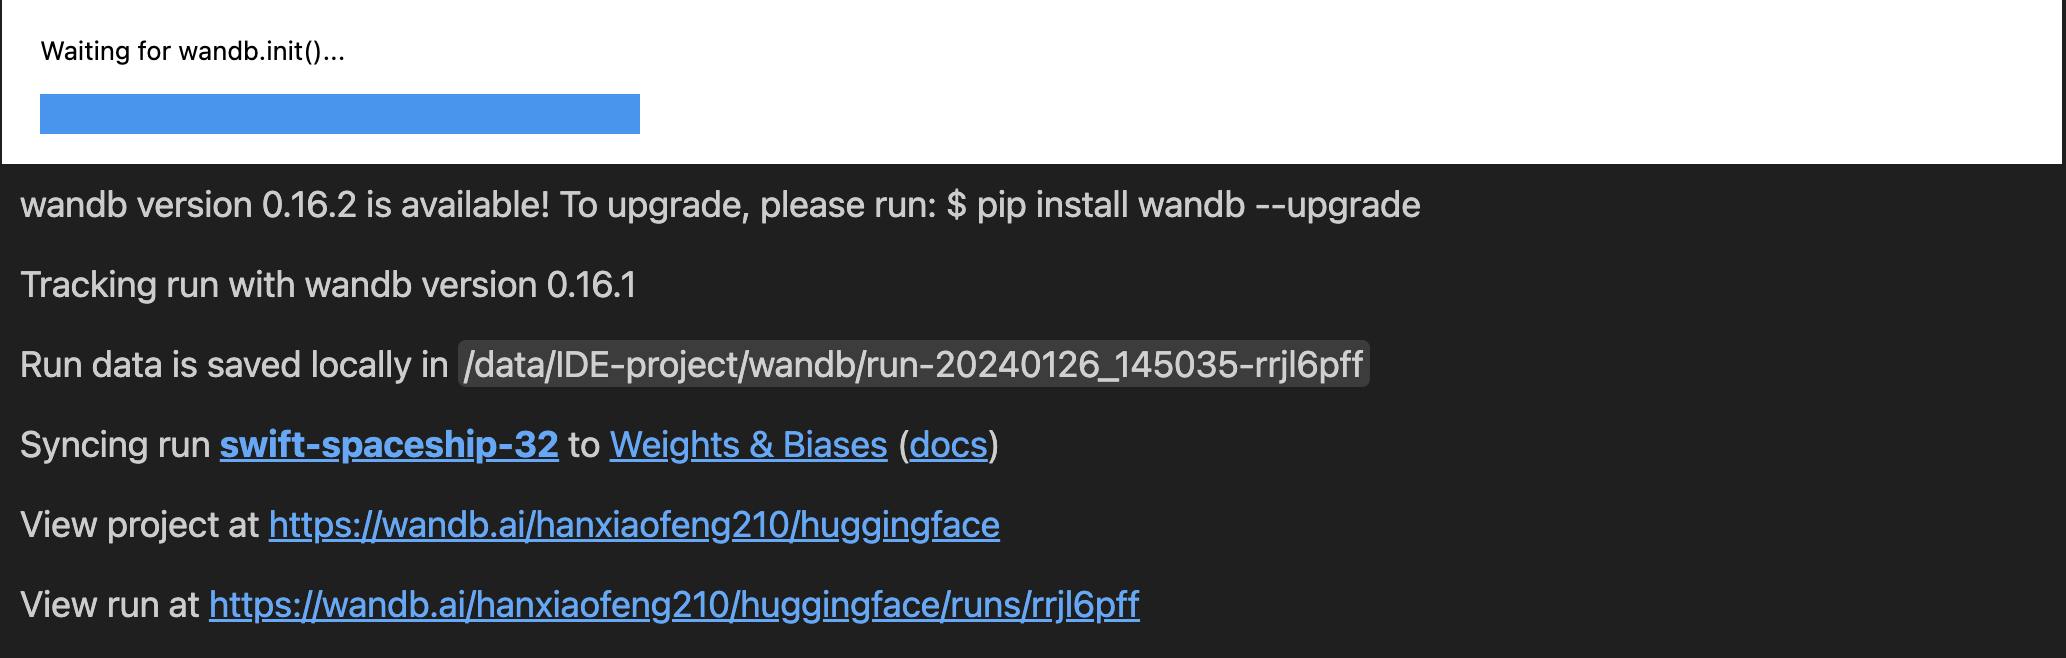 Waiting for wandb.init()...
wandb version 0.16.2 is available! To upgrade, please run: $ pip install wandb --upgrade
Tracking run with wandb version 0.16.1
Run data is saved locally in /data/IDE-project/wandb/run-20240126_145035-rrjl6pff
Syncing run swift-spaceship-32 to Weights & Biases (docs)
View project at https://wandb.ai/hanxiaofeng210/huggingface
View run at https://wandb.ai/hanxiaofeng210/huggingface/runs/rrjl6pff